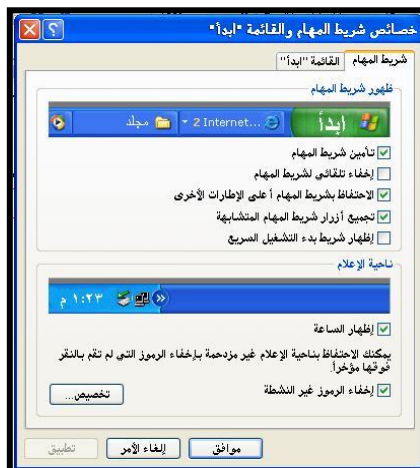 خصائص شريط المهام والقائمة "ابدأ"
شريط المهام
القائمة "ابدأ"
ظهور شريط المهام
ابدأ
2 Internet...
مجلد
تأمين شريط المهام
إخفاء تلقائي لشريط المهام
الاحتفاظ بشريط المهام أعلى الإطارات الأخرى
تجميع أزرار شريط المهام المتشابهة
إظهار شريط بدء التشغيل السريع
ناحية الإعلام
١:٢٣ م
إظهار الساعة
يمكنك الاحتفاظ بناحية الإعلام غير مزدحمة بإخفاء الرموز التي لم تقم بالنقر
فوقها مؤخراً.
إخفاء الرموز غير النشطة
تخصيص...
موافق
إلغاء الأمر
تطبيق